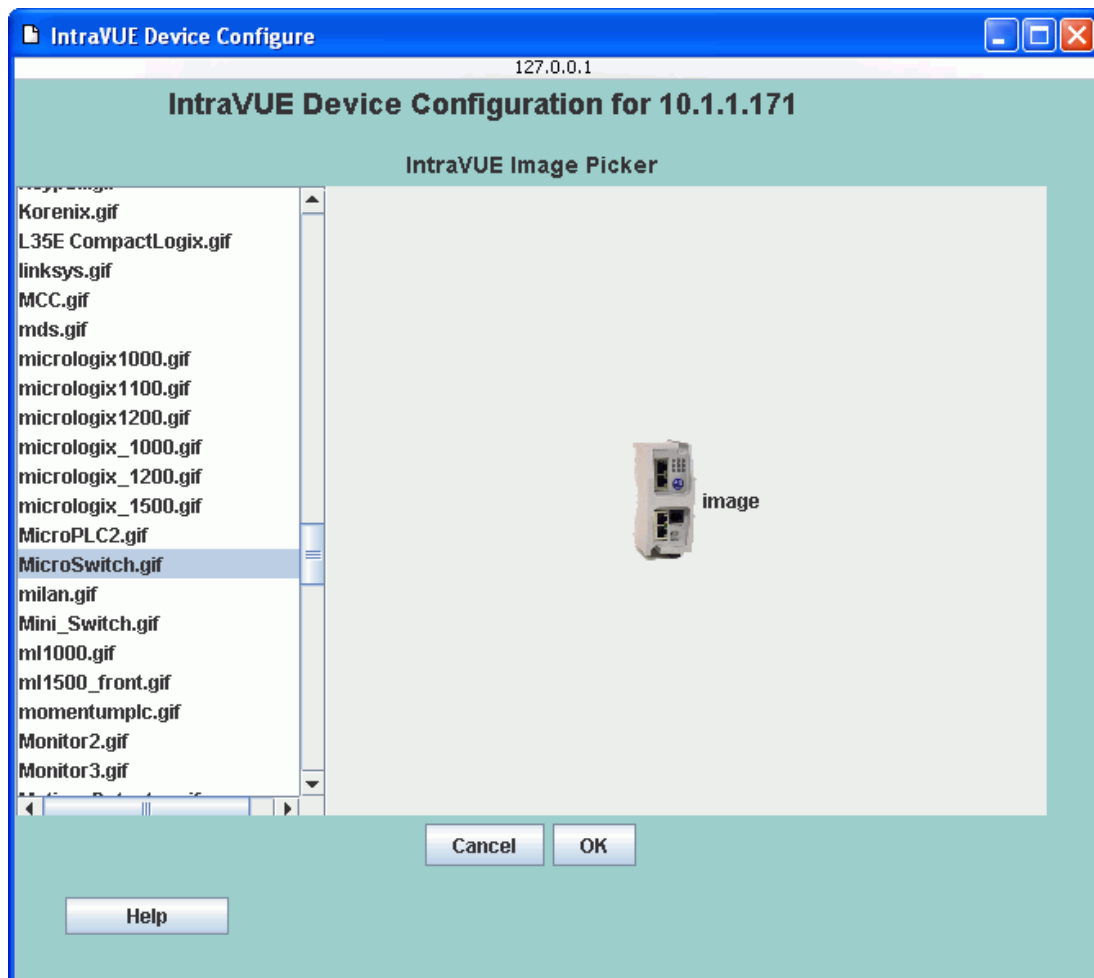 IntraVUE Device Configure
127.0.0.1
IntraVUE Device Configuration for 10.1.1.171
IntraVUE Image Picker
Korenix.gif
L35E CompactLogix.gif
linksys.gif
MCC.gif
mds.gif
micrologix1000.gif
micrologix1100.gif
micrologix1200.gif
micrologix_1000.gif
micrologix_1200.gif
micrologix_1500.gif
MicroPLC2.gif
MicroSwitch.gif
milan.gif
Mini_Switch.gif
ml1000.gif
ml1500_front.gif
momentumplc.gif
Monitor2.gif
Monitor3.gif
image
Cancel OK
Help